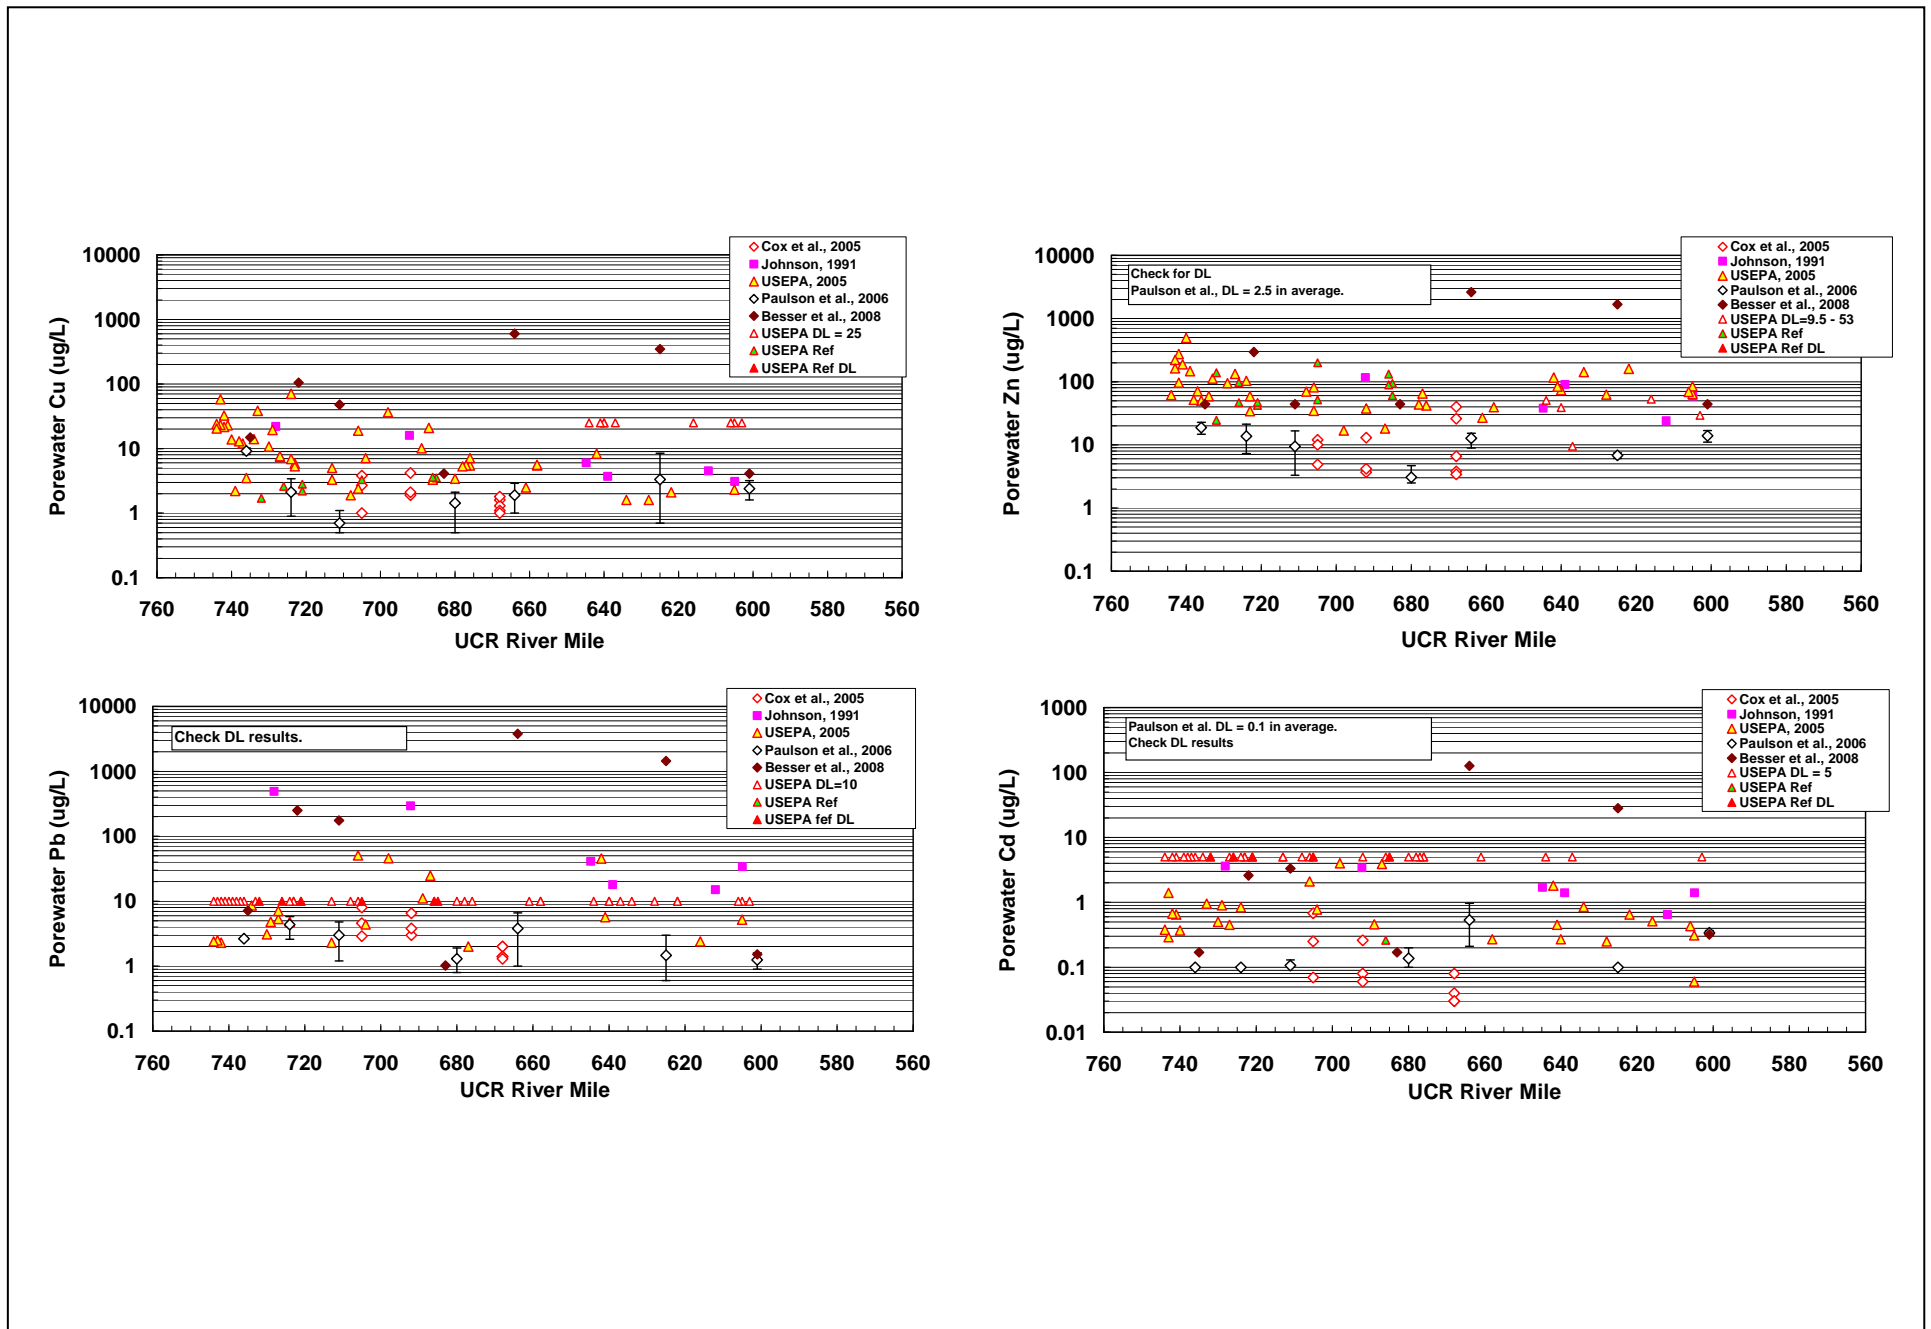 Cox et al., 2005
Johnson, 1991
USEPA, 2005
Paulson et al., 2006
Besser et al., 2008
USEPA DL = 25
USEPA Ref
USEPA Ref DL
10000
1000
100
10
1
0.1
Porewater Cu (ug/L)
760 740 720 700 680 660 640 620 600 580 560
UCR River Mile
Cox et al., 2005
Johnson, 1991
USEPA, 2005
Paulson et al., 2006
Besser et al., 2008
USEPA DL=9.5 - 53
USEPA Ref
USEPA Ref DL
Check for DL
Paulson et al., DL = 2.5 in average.
10000
1000
100
10
1
0.1
Porewater Zn (ug/L)
760 740 720 700 680 660 640 620 600 580 560
UCR River Mile
Cox et al., 2005
Johnson, 1991
USEPA, 2005
Paulson et al., 2006
Besser et al., 2008
USEPA DL=10
USEPA Ref
USEPA fef DL
Check DL results.
10000
1000
100
10
1
0.1
Porewater Pb (ug/L)
760 740 720 700 680 660 640 620 600 580 560
UCR River Mile
Cox et al., 2005
Johnson, 1991
USEPA, 2005
Paulson et al., 2006
Besser et al., 2008
USEPA DL = 5
USEPA Ref
USEPA Ref DL
Paulson et al. DL = 0.1 in average.
Check DL results
1000
100
10
1
0.1
0.01
Porewater Cd (ug/L)
760 740 720 700 680 660 640 620 600 580 560
UCR River Mile